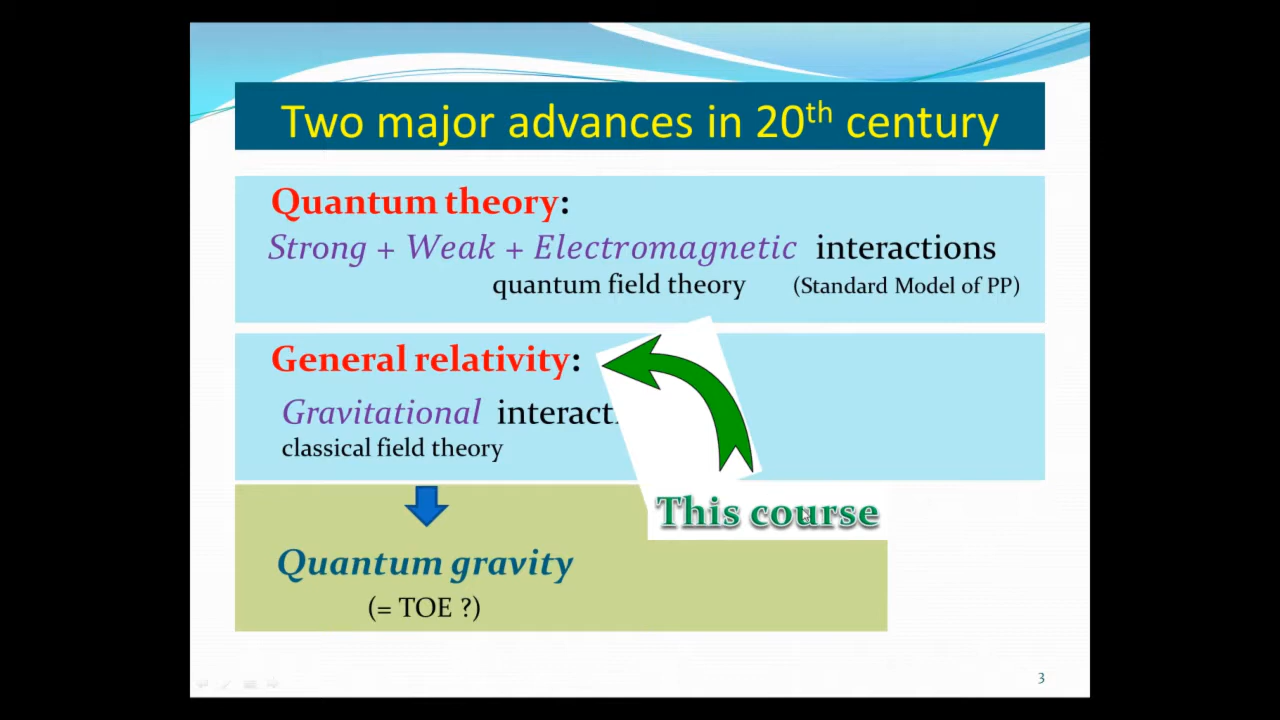 Two major advances in 20th century
Quantum theory:
Strong + Weak + Electromagnetic interactions
quantum field theory (Standard Model of PP)
General relativity:
Gravitational
classical field theory
This course
Quantum gravity
(= TOE ?)
3